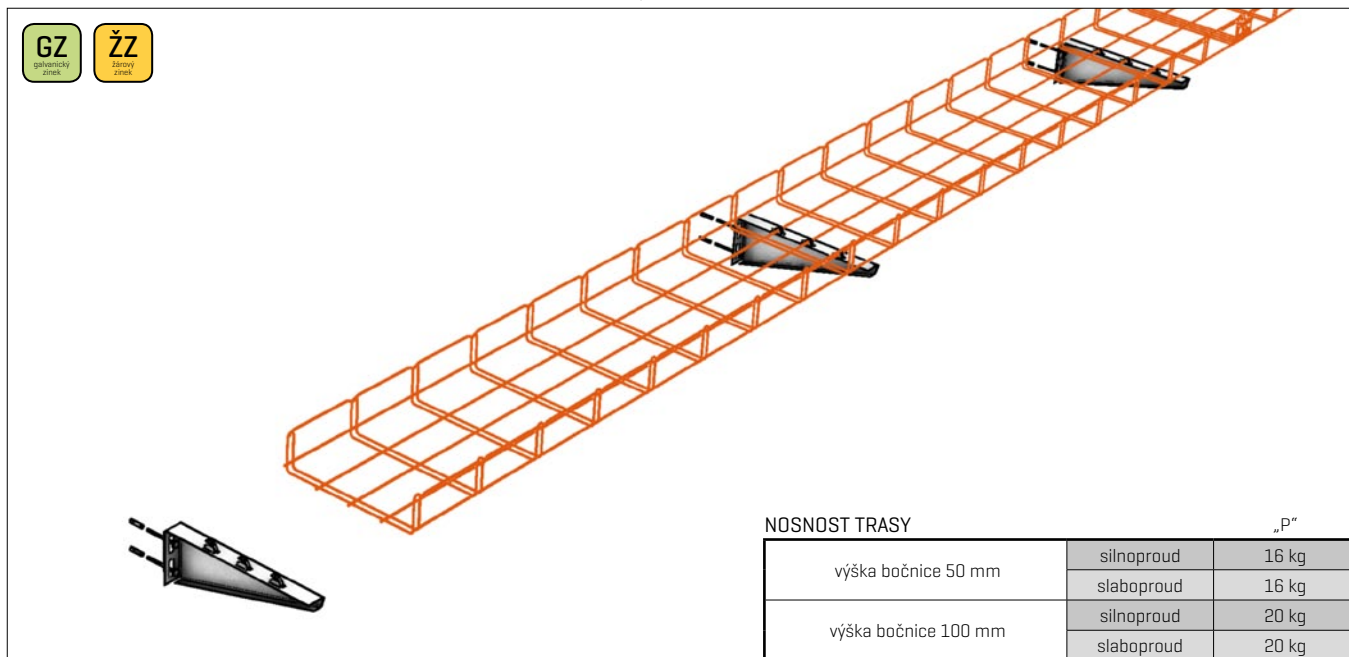 GZ
galvanický
zinek
ŽZ
žárový
zinek
NOSNOST TRASY „P“
výška bočnice 50 mm silnoproud 16 kg
slaboproud 16 kg
výška bočnice 100 mm silnoproud 20 kg
slaboproud 20 kg